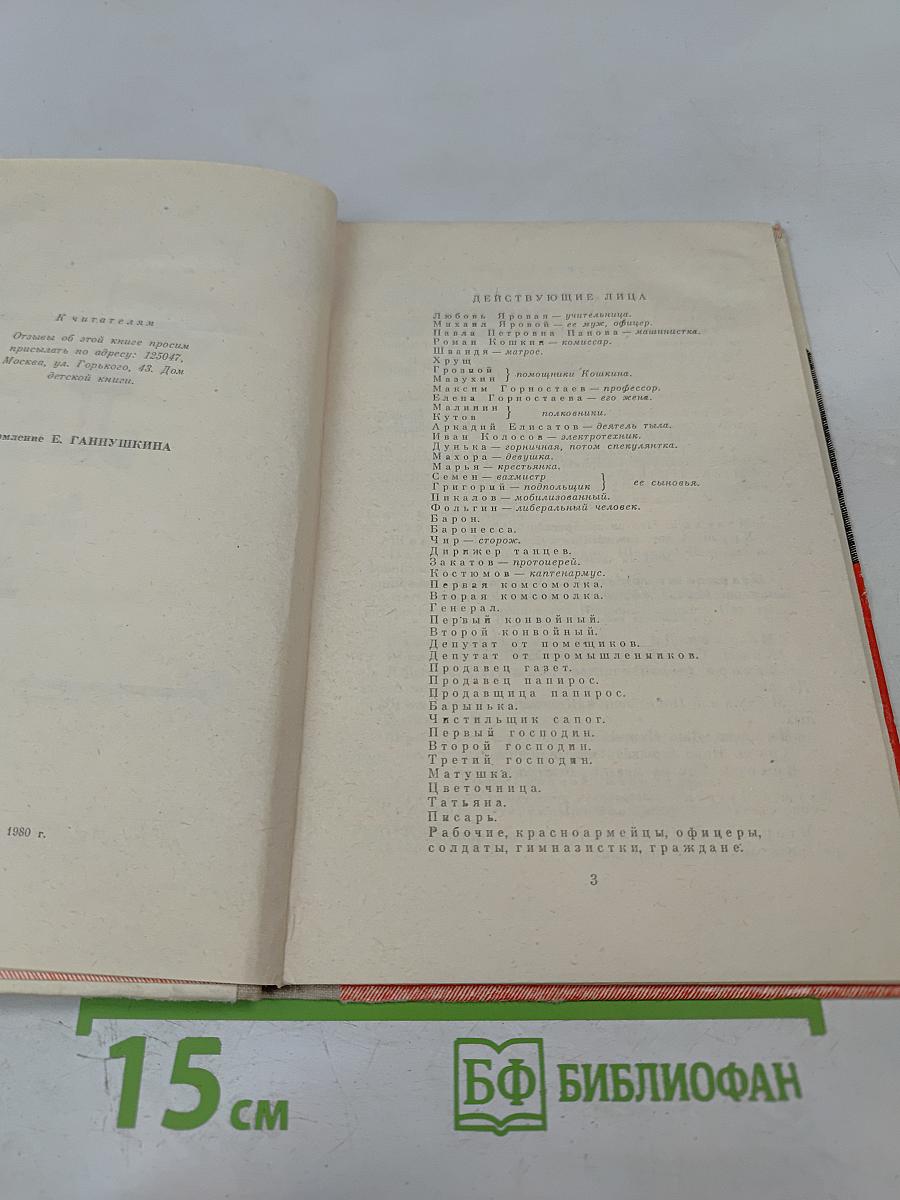 К читателям
Отзывы об этой книге просим
присылать по адресу: 125047,
Москва, ул. Горького, 43. Дом
детской книги.
Е. ГАННУШКИНА
1980 г.
ДЕЙСТВУЮЩИЕ ЛИЦА
Любовь Яровая — учительница.
Михаил Яровой — ее муж, офицер.
Павла Петровна Панова — машинистка.
Роман Кошкин — комиссар.
Швандя — матрос.
Хрущ
Грозной } помощники Кошкина.
Мазухин
Максим Горностаев — профессор.
Елена Горностаева — его жена.
Малинин } полковники.
Кутов
Аркадий Елисатов — деятель тыла.
Иван Колосов — электротехник.
Дунька — горничная, потом спекулянтка.
Махора — девушка.
Марья — крестьянка.
Семен — вахмистр } ее сыновья.
Григорий — подпольщик
Пикалов — мобилизованный.
Фольгин — либеральный человек.
Барон.
Баронесса.
Чир — сторож.
Дирижер танцев.
Закатов — протоиерей.
Костюмов — каптенармус.
Первая комсомолка.
Вторая комсомолка.
Генерал.
Первый конвойный.
Второй конвойный.
Депутат от помещиков.
Депутат от промышленников.
Продавец газет.
Продавец папирос.
Продавщица папирос.
Барынька.
Чистильщик сапог.
Первый господин.
Второй господин.
Третий господин.
Матушка.
Цветочница.
Татьяна.
Писарь.
Рабочие, красноармейцы, офицеры,
солдаты, гимназистки, граждане.
3
15 см
БФ БИБЛИОФАН